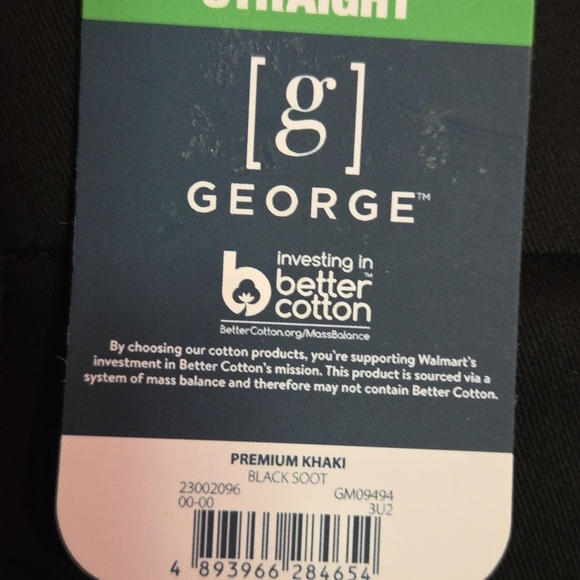 STRAIGHT
[g]
GEORGE™
investing in
better™
cotton
BetterCotton.org/MassBalance
By choosing our cotton products, you're supporting Walmart's
investment in Better Cotton's mission. This product is sourced via a
system of mass balance and therefore may not contain Better Cotton.
PREMIUM KHAKI
BLACK SOOT
23002096 GM09494
00-00 3U2
4 893966 284654